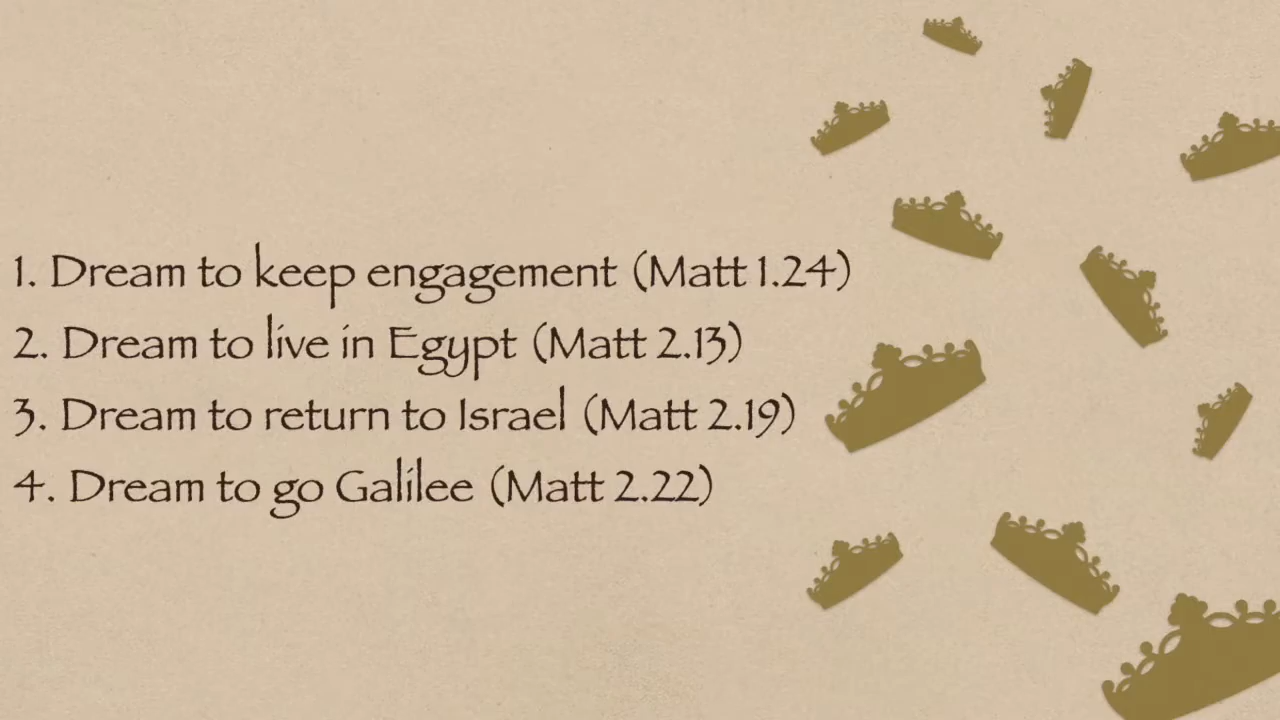 1. Dream to keep engagement (Matt 1.24)
2. Dream to live in Egypt (Matt 2.13)
3. Dream to return to Israel (Matt 2.19)
4. Dream to go Galilee (Matt 2.22)